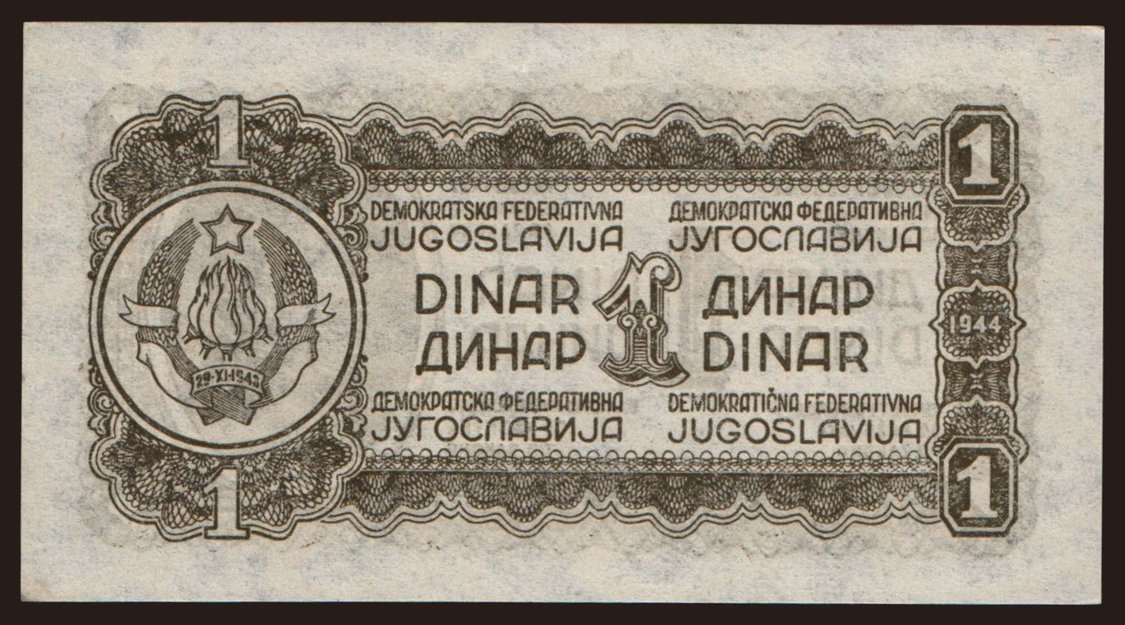 1
1
DEMOKRATSKA FEDERATIVNA
JUGOSLAVIJA
ДЕМОКРАТСКА ФЕДЕРАТИВНА
ЈУГОСЛАВИЈА
DINAR 1 ДИНАР
ДИНАР DINAR
1944
29·XI·1943
ДЕМОКРАТСКА ФЕДЕРАТИВНА
ЈУГОСЛАВИЈА
DEMOKRATIČNA FEDERATIVNA
JUGOSLAVIJA
1
1